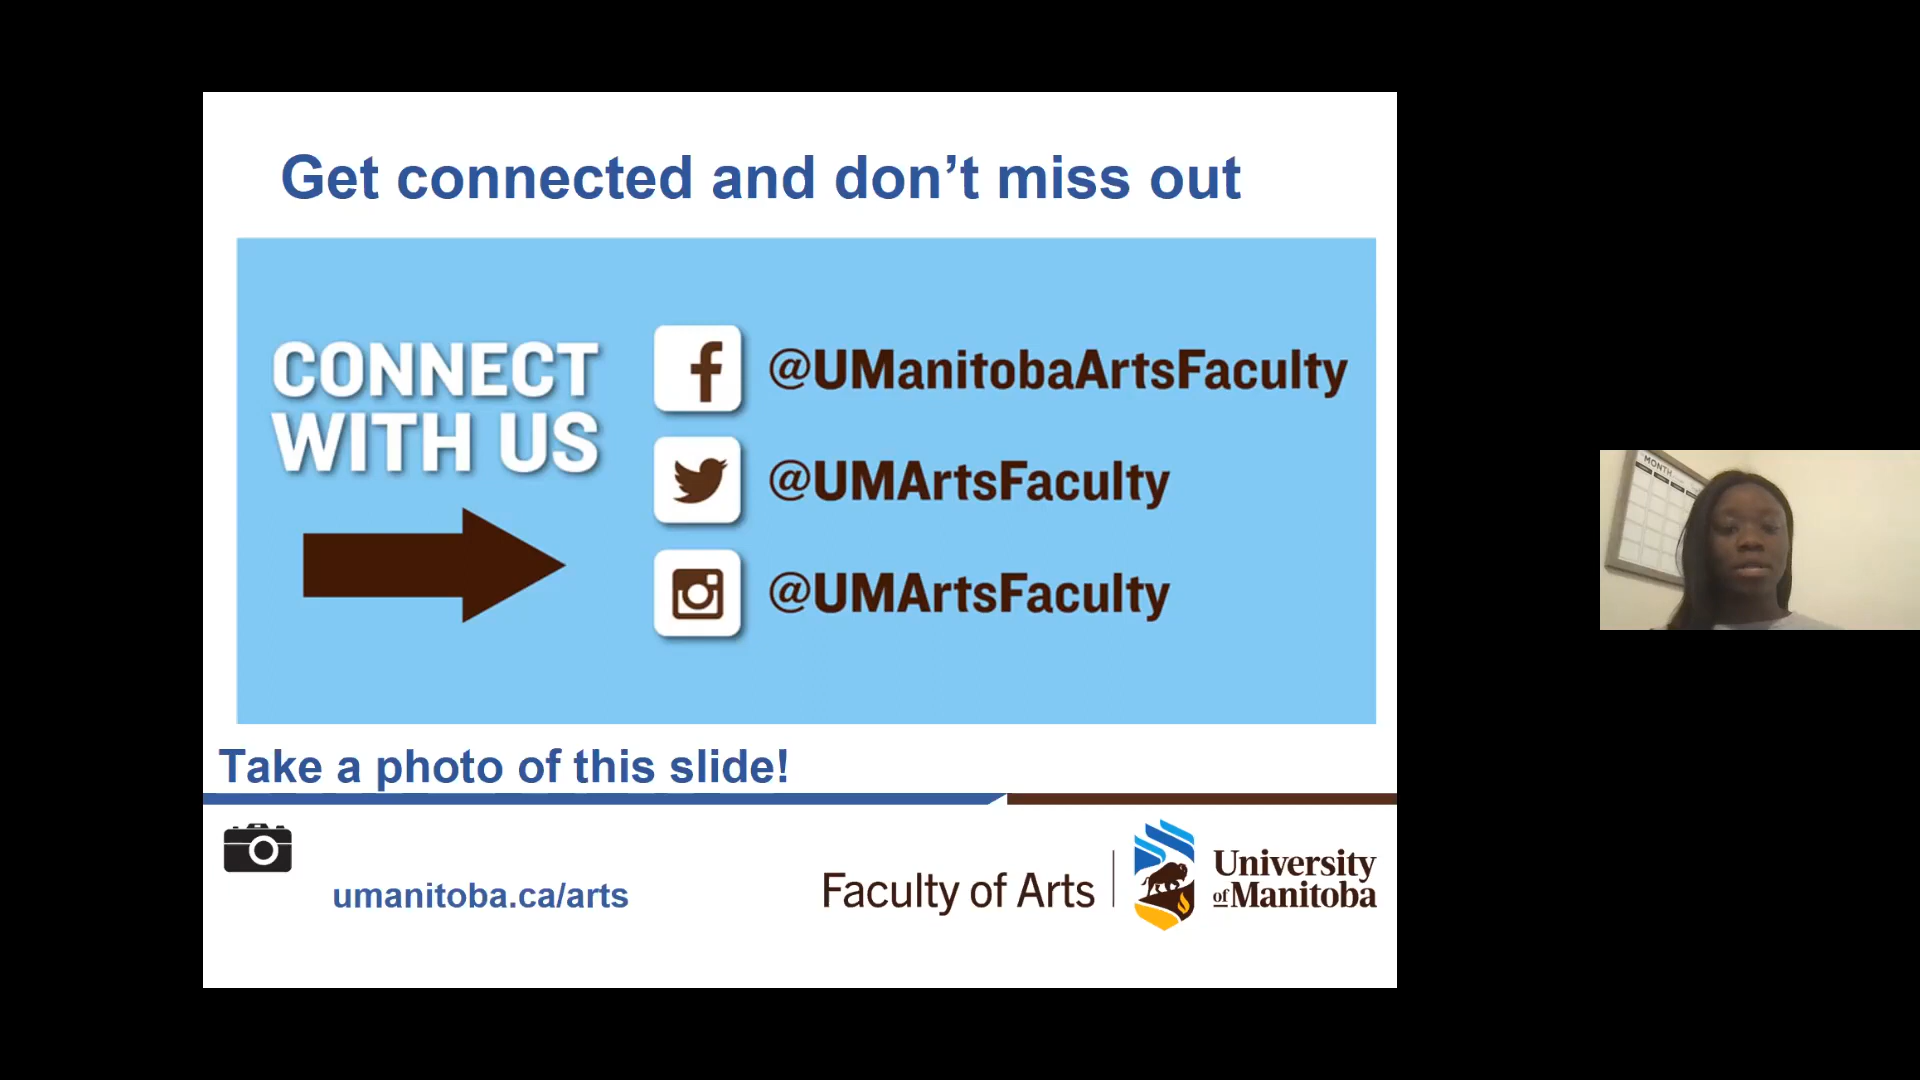 Get connected and don’t miss out
CONNECT
WITH US
@UManitobaArtsFaculty
@UMArtsFaculty
@UMArtsFaculty
Take a photo of this slide!
umanitoba.ca/arts
Faculty of Arts
University
of Manitoba
MONTH